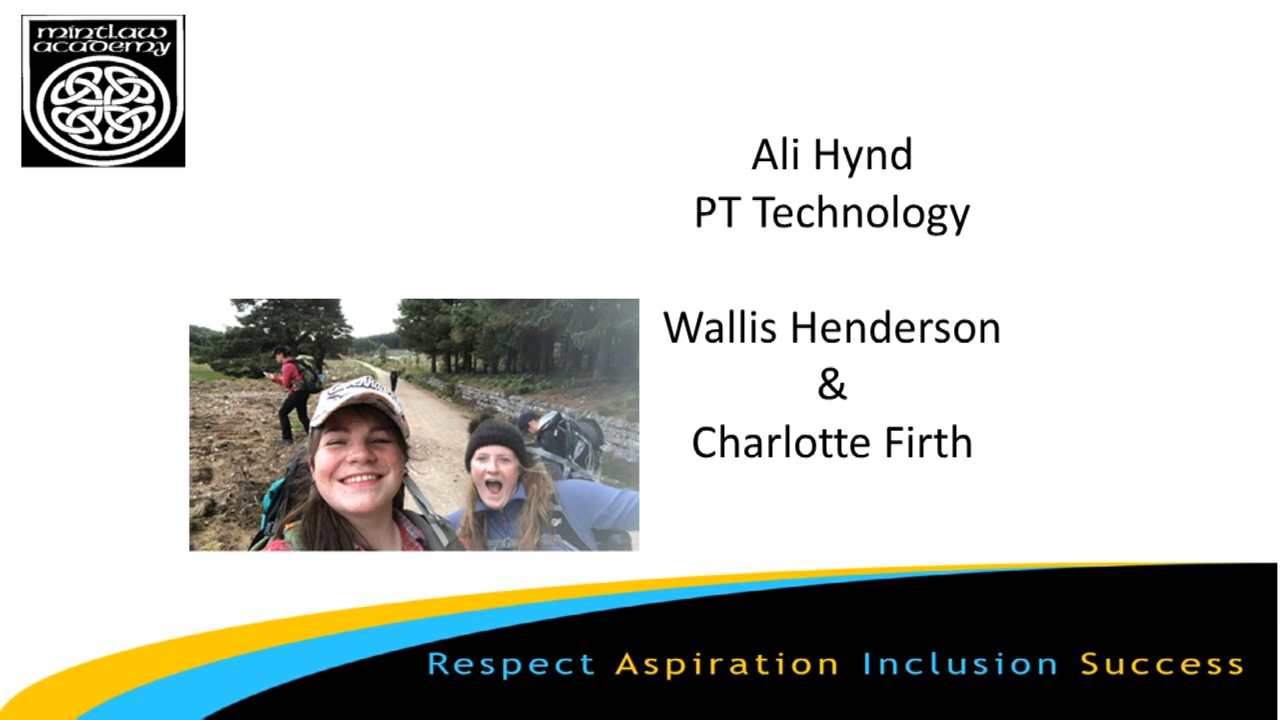 mintlaw
academy
Ali Hynd
PT Technology
Wallis Henderson
&
Charlotte Firth
Respect Aspiration Inclusion Success